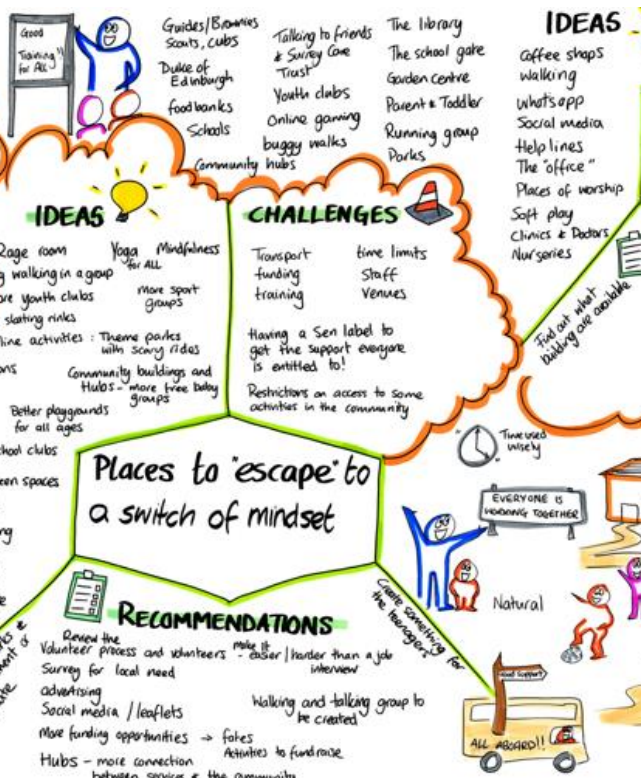 Good
Training!!
for All
Guides/Brownies
Scouts, cubs
Duke of
Edinburgh
foodbanks
Schools
Community hubs
Talking to friends
& Surrey Care
Trust
Youth clubs
Online gaming
buggy walks
The library
The school gate
Garden centre
Parent & Toddler
Running group
Parks
IDEAS
Coffee shops
Walking
whatsapp
Social media
Help lines
The "office"
Places of worship
Soft play
Clinics & Doctors
Nurseries
Find out what
building are available
IDEAS
Rage room
walking in a group
youth clubs
skating rinks
activities : Theme parks
with scary rides
Yoga
for ALL
Mindfulness
More sport
groups
Community buildings and
Hubs - more free baby
groups
Better playgrounds
for all ages
clubs
spaces
CHALLENGES
Transport
funding
training
time limits
Staff
Venues
Having a Sen label to
get the support everyone
is entitled to!
Restrictions on access to some
activities in the community
Places to "escape" to
a switch of mindset
Time used
wisely
EVERYONE IS
WORKING TOGETHER
Natural
Create something for
the teenagers
ALL ABOARD!!
RECOMMENDATIONS
Review the
Volunteer process and volunteers - make it easier / harder than a job
interview
Survey for local need
advertising
Social media / leaflets
More funding opportunities → fetes
Activities to fundraise
Walking and talking group to
be created
Hubs - more connection
between services & the community